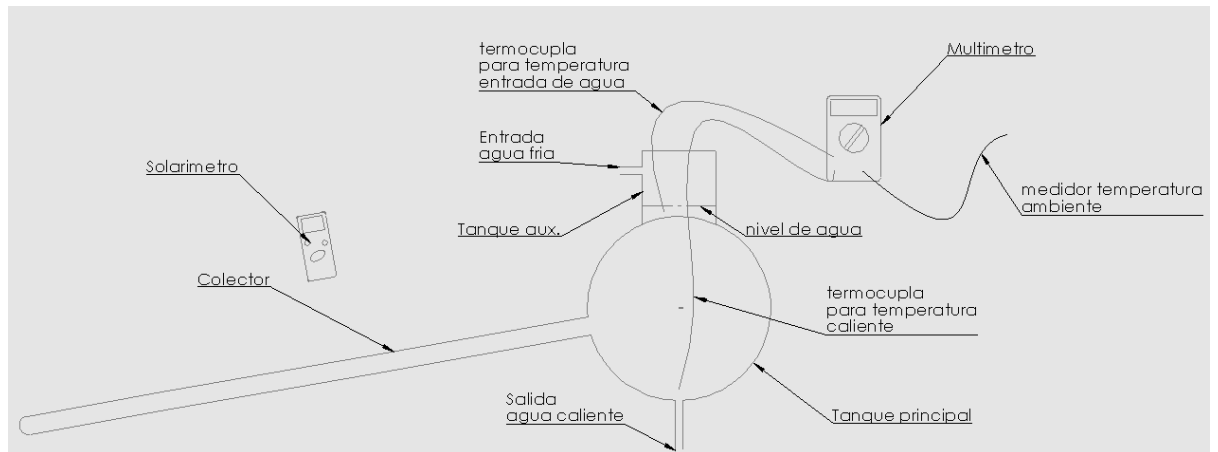 termocupla
para temperatura
entrada de agua
Multimetro
Entrada
agua fria
Solarimetro
medidor temperatura
ambiente
Tanque aux.
nivel de agua
Colector
termocupla
para temperatura
caliente
Salida
agua caliente
Tanque principal